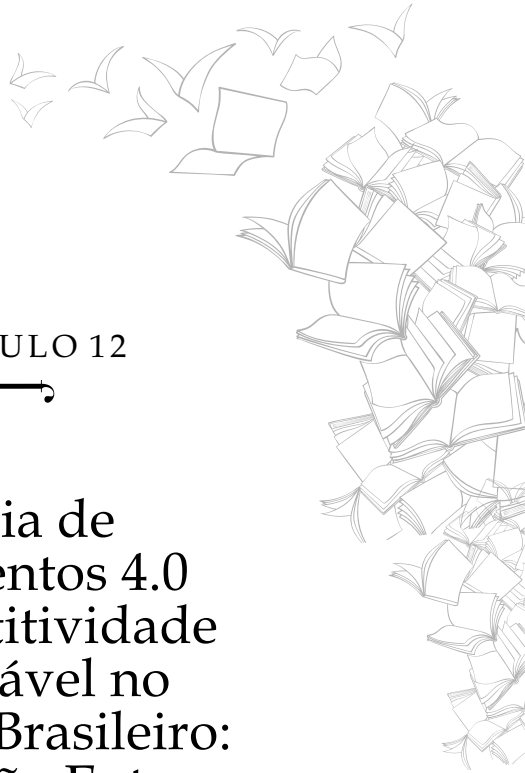 ULO 12
ia de
entos 4.0
titividade
ável no
Brasileiro: